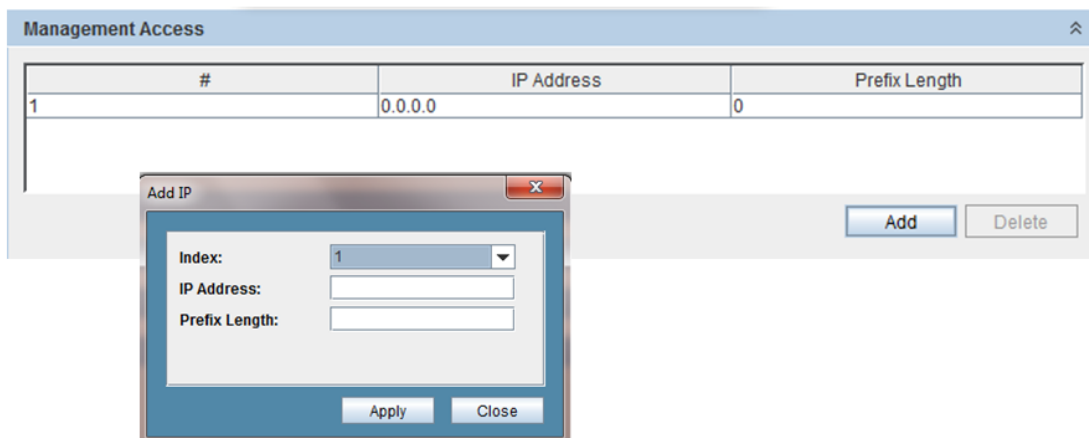 Management Access
# IP Address Prefix Length
1 0.0.0.0 0
Add Delete
Add IP
Index: 1
IP Address:
Prefix Length:
Apply Close